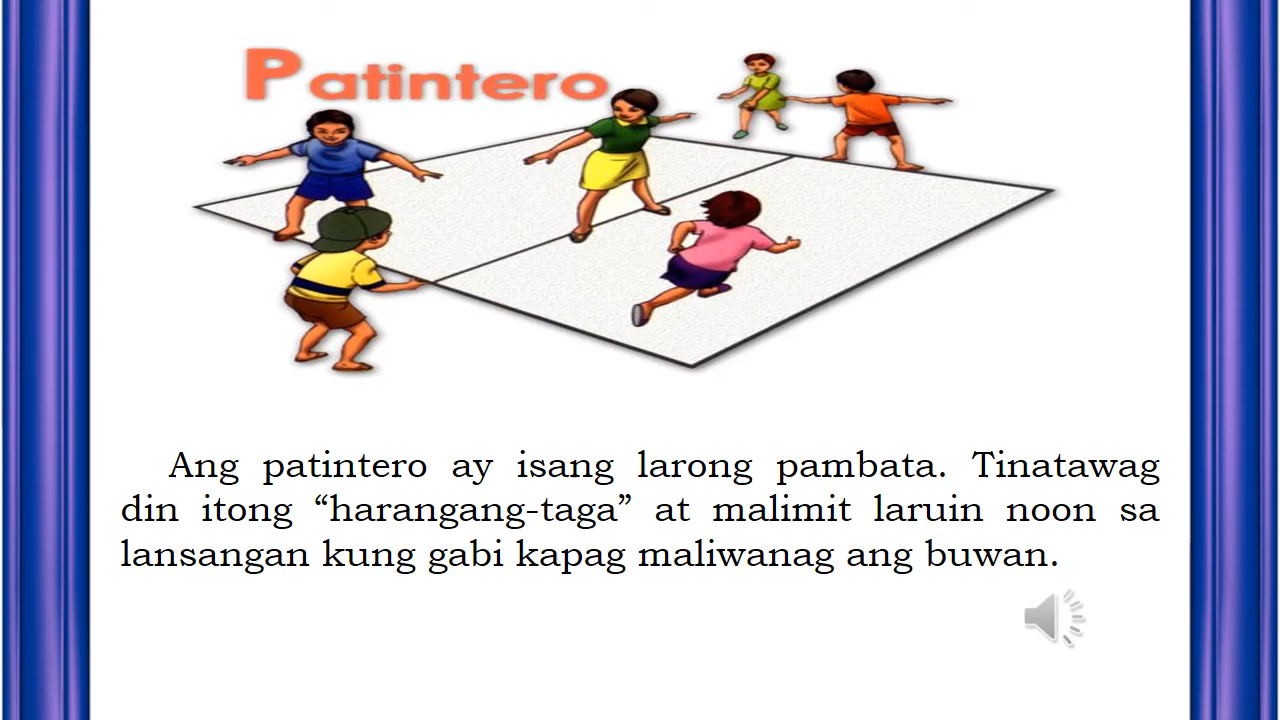 Patintero
Ang patintero ay isang larong pambata. Tinatawag
din itong “harangang-taga” at malimit laruin noon sa
lansangan kung gabi kapag maliwanag ang buwan.